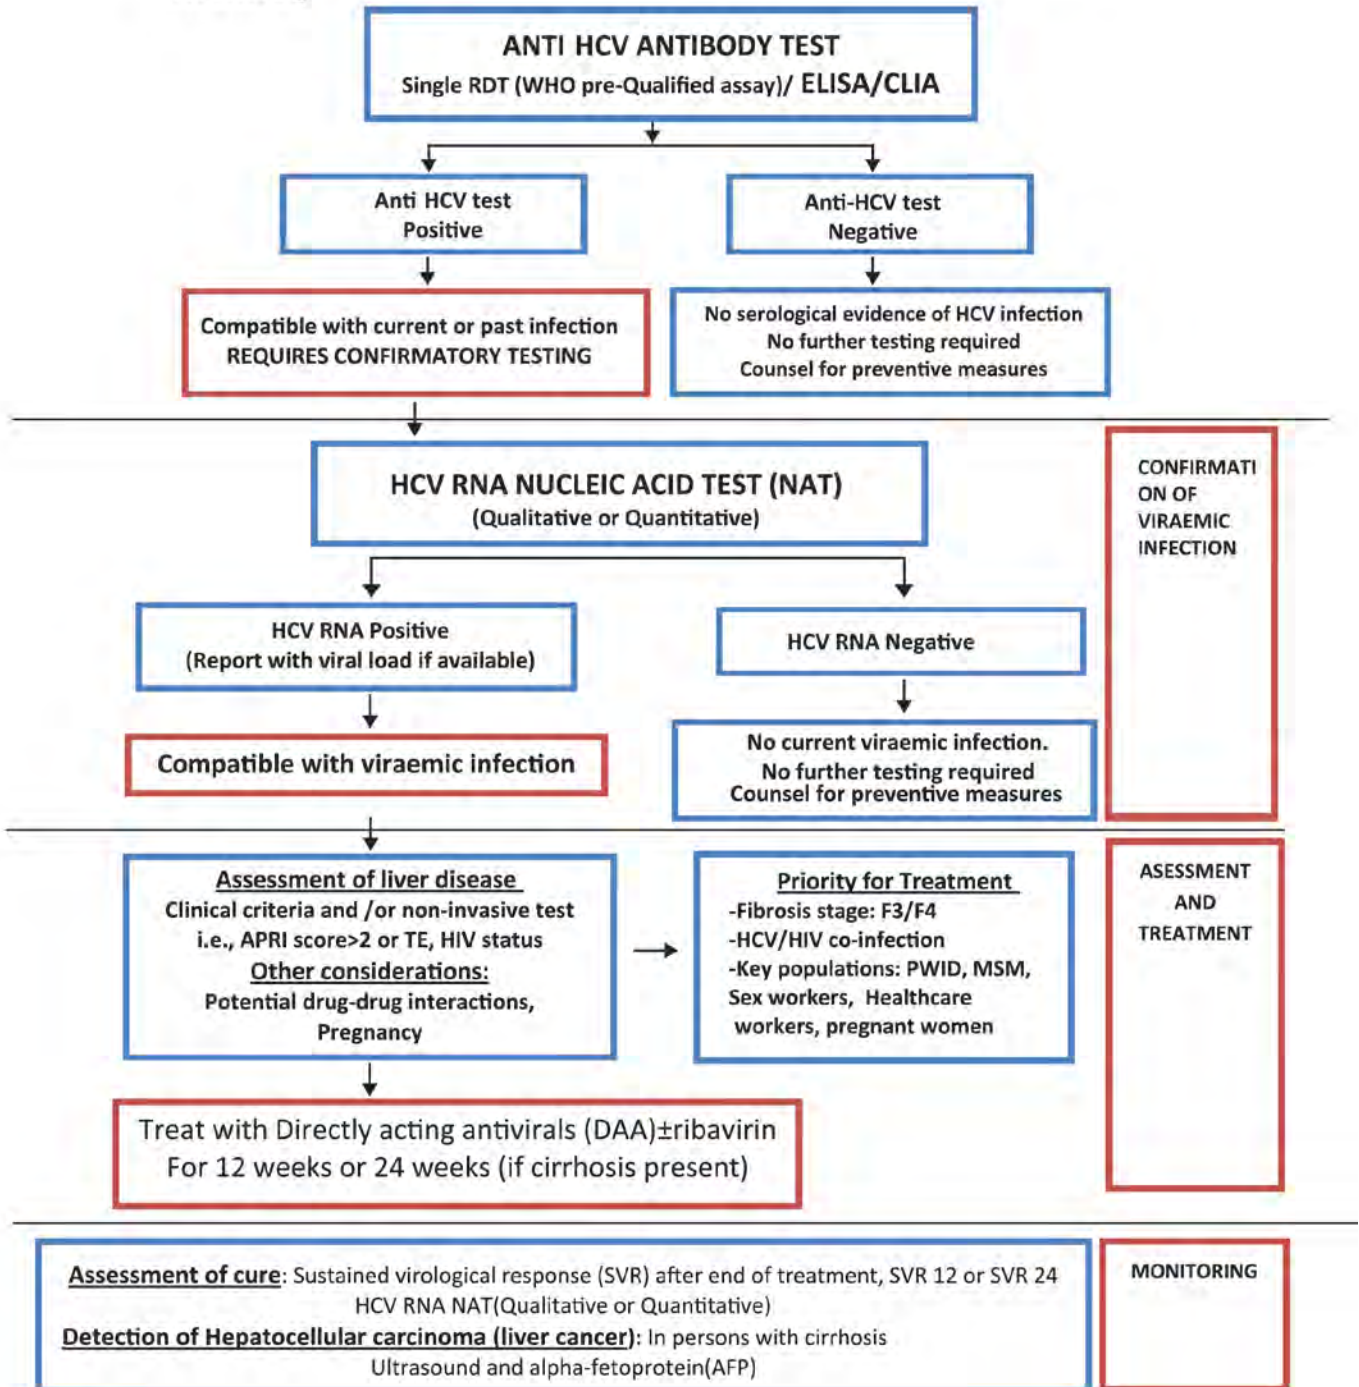 ANTI HCV ANTIBODY TEST
Single RDT (WHO pre-Qualified assay)/ ELISA/CLIA
Anti HCV test
Positive
Anti-HCV test
Negative
Compatible with current or past infection
REQUIRES CONFIRMATORY TESTING
No serological evidence of HCV infection
No further testing required
Counsel for preventive measures
HCV RNA NUCLEIC ACID TEST (NAT)
(Qualitative or Quantitative)
CONFIRMATI
ON OF
VIRAEMIC
INFECTION
HCV RNA Positive
(Report with viral load if available)
HCV RNA Negative
Compatible with viraemic infection
No current viraemic infection.
No further testing required
Counsel for preventive measures
Assessment of liver disease
Clinical criteria and /or non-invasive test
i.e., APRI score>2 or TE, HIV status
Other considerations:
Potential drug-drug interactions,
Pregnancy
Priority for Treatment
-Fibrosis stage: F3/F4
-HCV/HIV co-infection
-Key populations: PWID, MSM,
Sex workers, Healthcare
workers, pregnant women
ASESSMENT
AND
TREATMENT
Treat with Directly acting antivirals (DAA)±ribavirin
For 12 weeks or 24 weeks (if cirrhosis present)
Assessment of cure: Sustained virological response (SVR) after end of treatment, SVR 12 or SVR 24
HCV RNA NAT(Qualitative or Quantitative)
Detection of Hepatocellular carcinoma (liver cancer): In persons with cirrhosis
Ultrasound and alpha-fetoprotein(AFP)
MONITORING